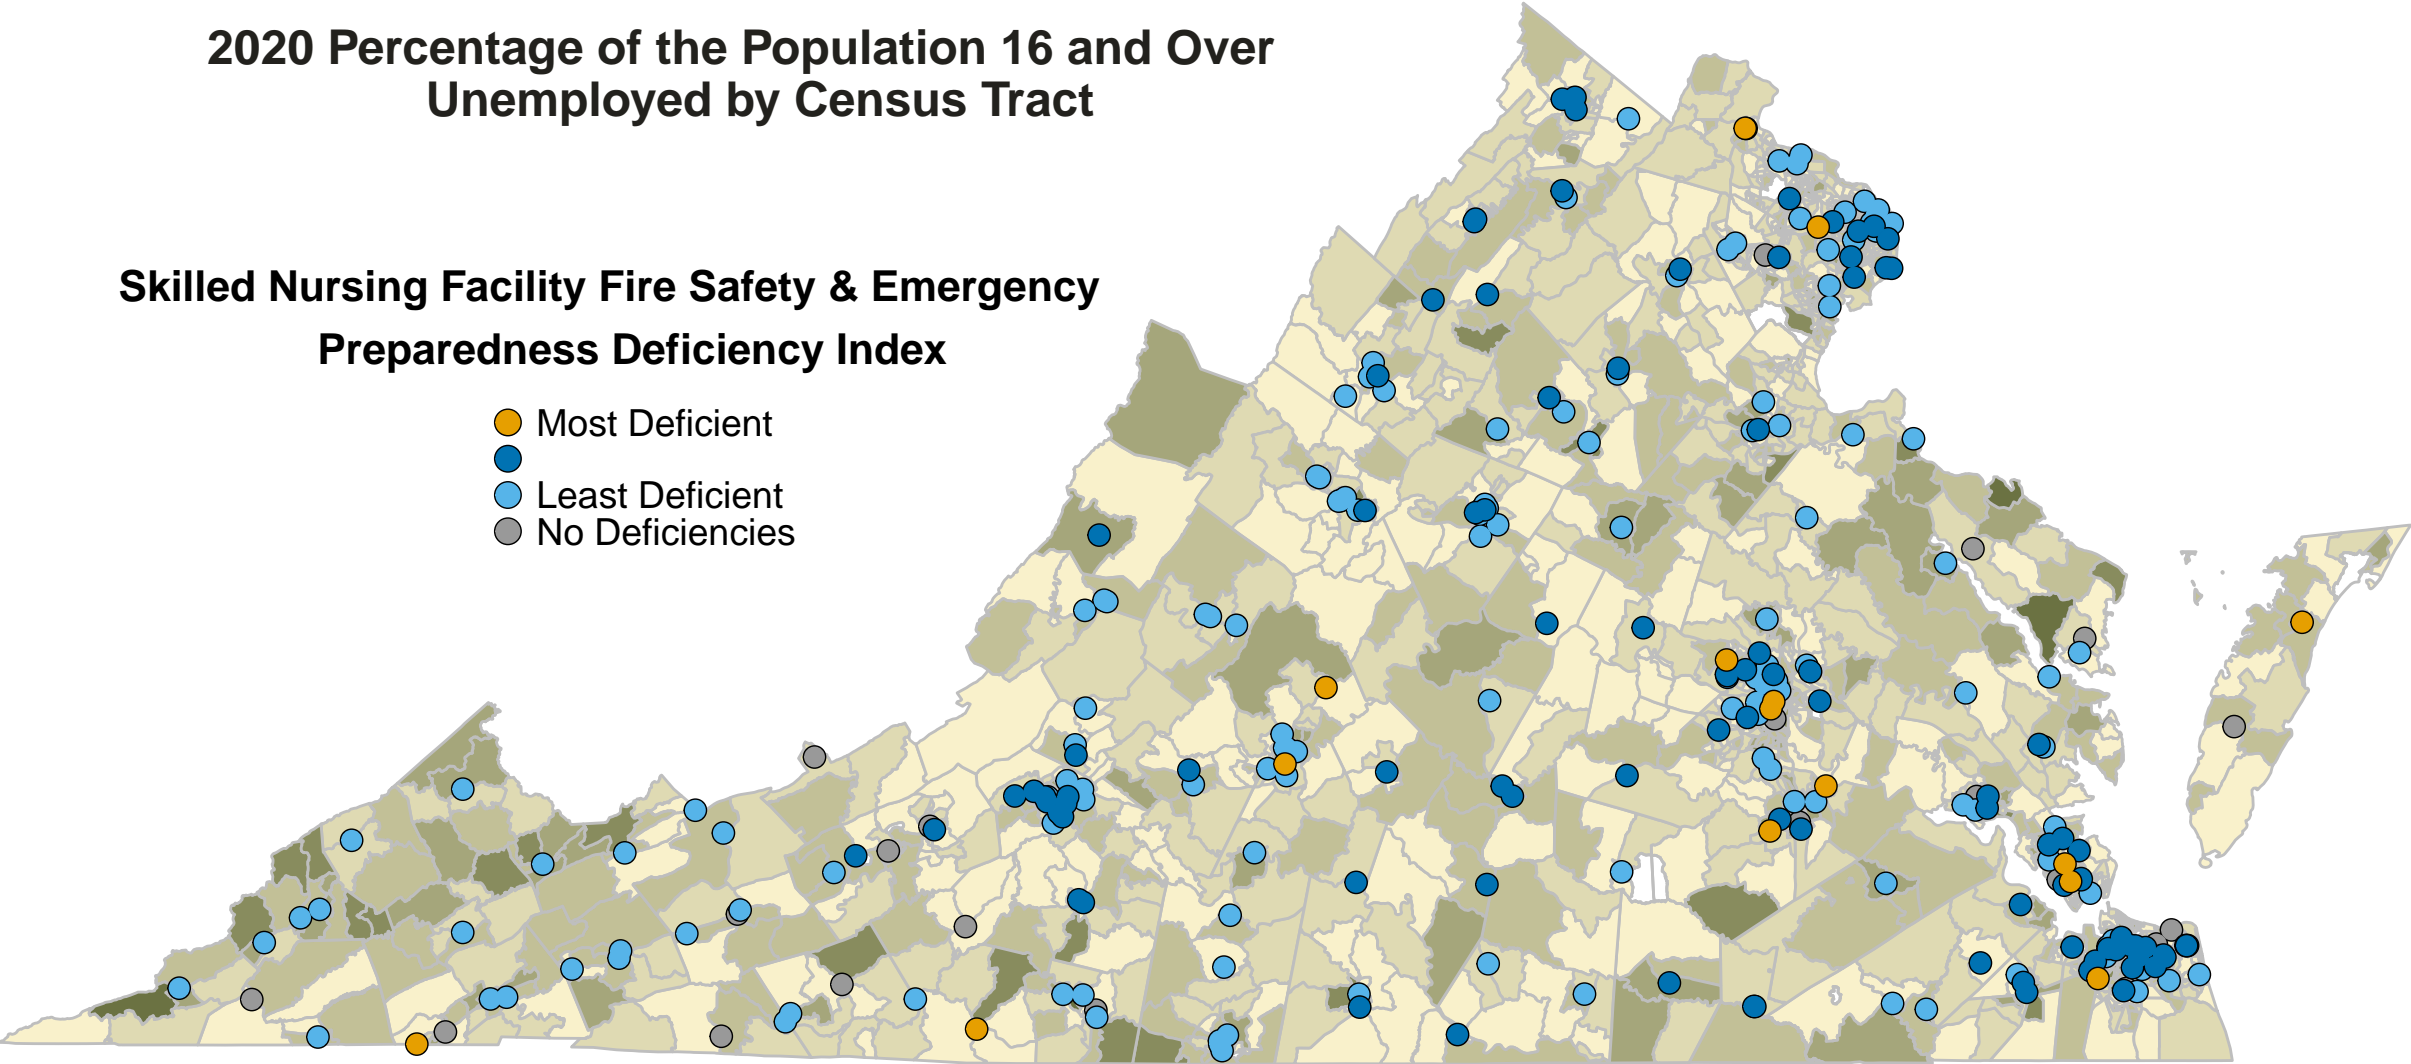 2020 Percentage of the Population 16 and Over
Unemployed by Census Tract
Skilled Nursing Facility Fire Safety & Emergency
Preparedness Deficiency Index
Most Deficient
Least Deficient
No Deficiencies